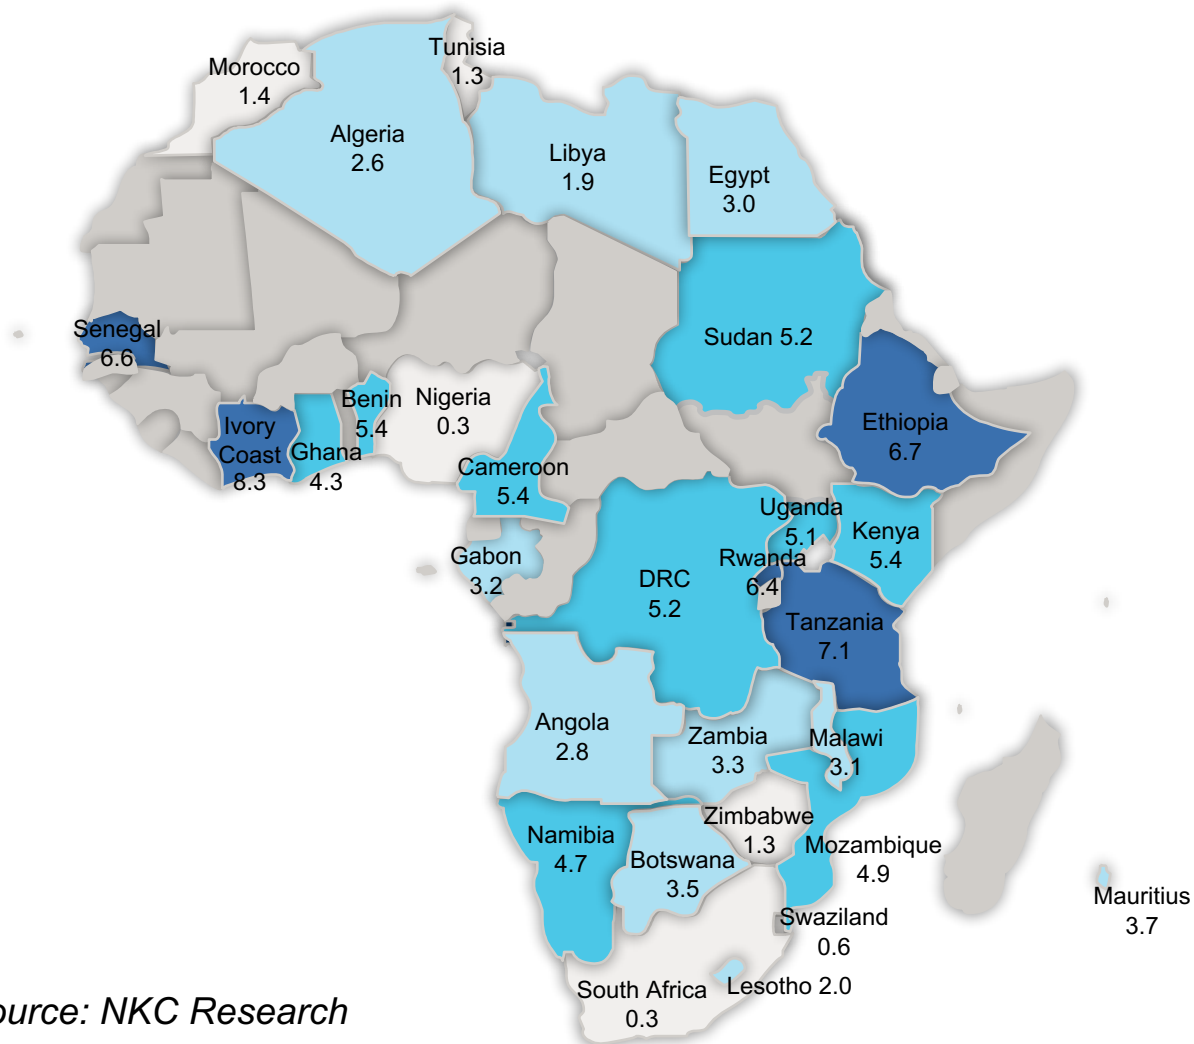 Tunisia
1.3
Morocco
1.4
Algeria
2.6
Libya
1.9
Egypt
3.0
Senegal
6.6
Sudan 5.2
Benin
5.4
Nigeria
0.3
Ivory
Coast
8.3
Ghana
4.3
Ethiopia
6.7
Cameroon
5.4
Uganda
5.1
Kenya
5.4
Gabon
3.2
Rwanda
6.4
DRC
5.2
Tanzania
7.1
Angola
2.8
Zambia
3.3
Malawi
3.1
Zimbabwe
1.3
Namibia
4.7
Botswana
3.5
Mozambique
4.9
Mauritius
3.7
Swaziland
0.6
South Africa
0.3
Lesotho 2.0
ource: NKC Research